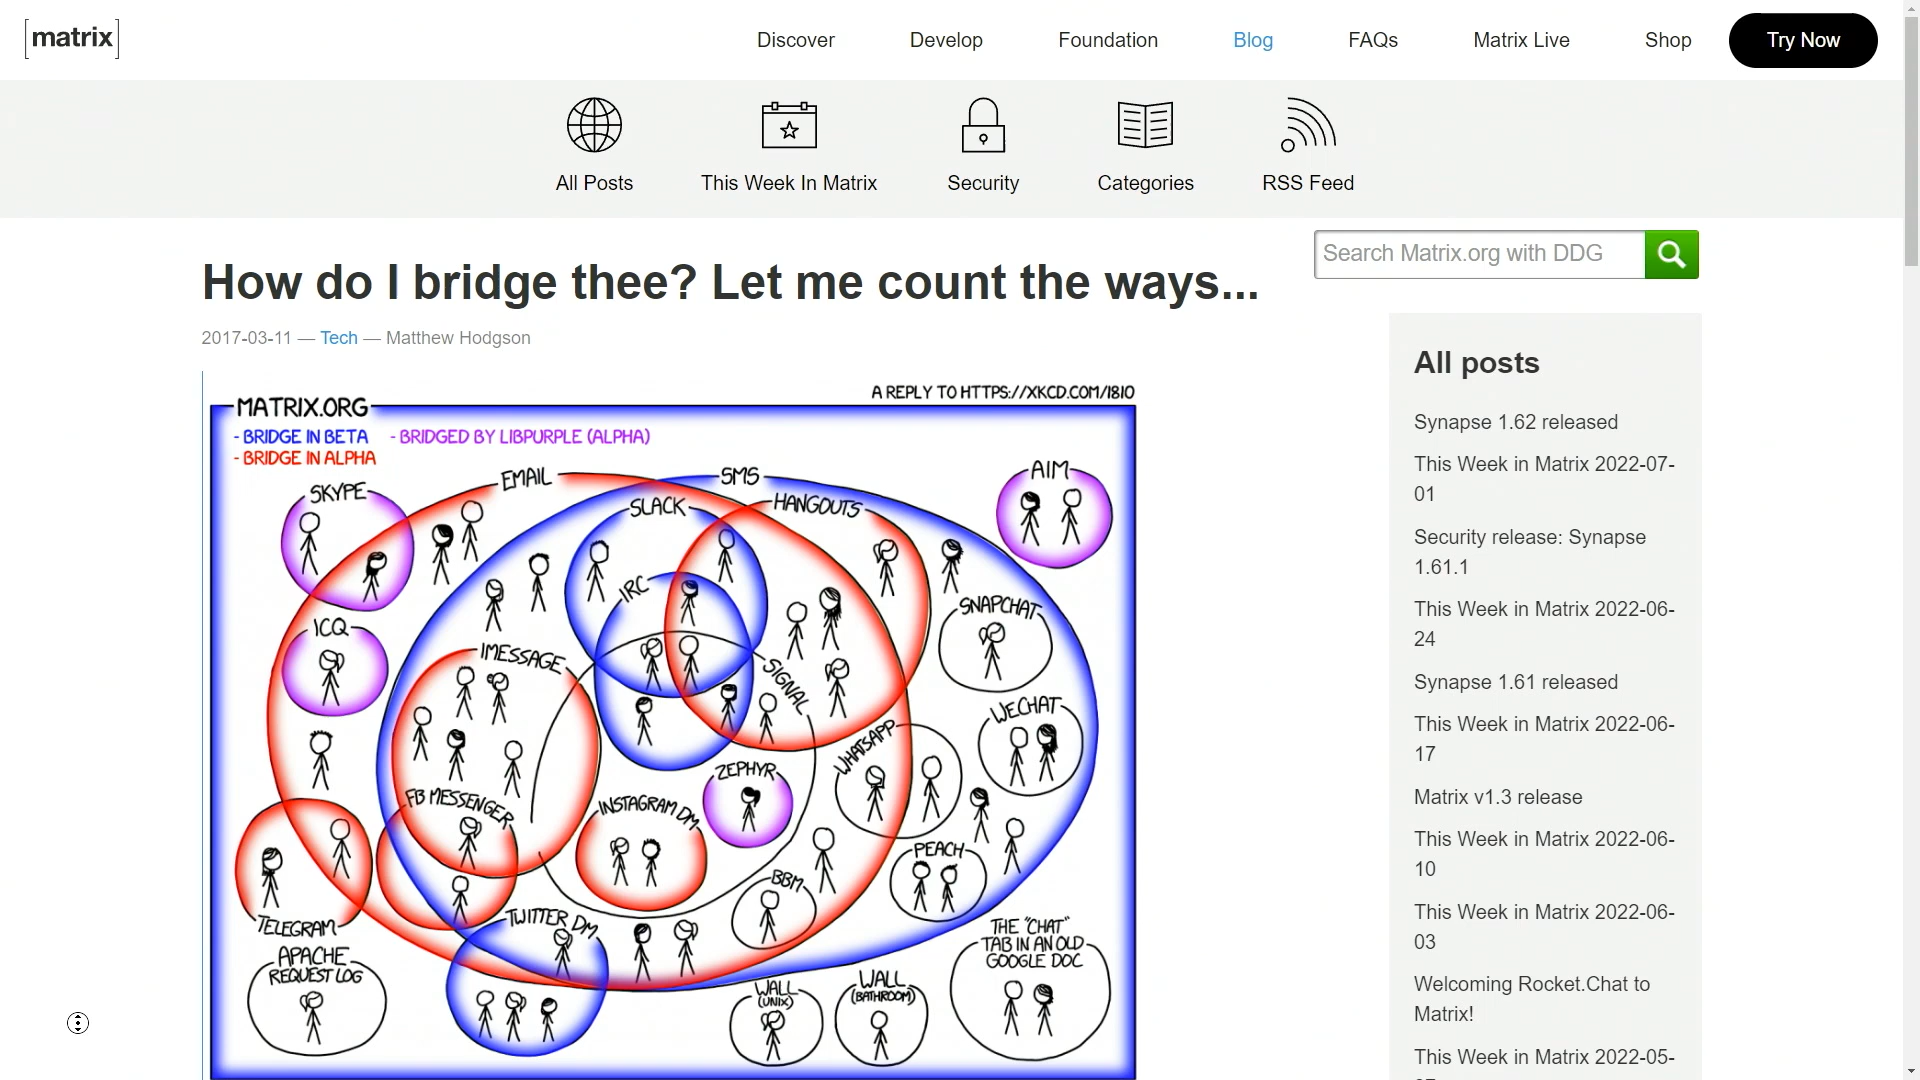 [matrix]
Discover
Develop
Foundation
Blog
FAQs
Matrix Live
Shop
Try Now
All Posts
This Week In Matrix
Security
Categories
RSS Feed
Search Matrix.org with DDG
How do I bridge thee? Let me count the ways...
2017-03-11 — Tech — Matthew Hodgson
A REPLY TO HTTPS://XKCD.COM/1810
MATRIX.ORG
- BRIDGE IN BETA - BRIDGED BY LIBPURPLE (ALPHA)
- BRIDGE IN ALPHA
EMAIL
SMS
AIM
SKYPE
SLACK
HANGOUTS
IRC
SNAPCHAT
ICQ
IMESSAGE
SIGNAL
WECHAT
WHATSAPP
ZEPHYR
FB MESSENGER
INSTAGRAM DM
PEACH
BBM
TELEGRAM
TWITTER DM
THE "CHAT"
TAB IN AN OLD
GOOGLE DOC
APACHE
REQUEST LOG
WALL
(UNIX)
WALL
(BATHROOM)
All posts
Synapse 1.62 released
This Week in Matrix 2022-07-
01
Security release: Synapse
1.61.1
This Week in Matrix 2022-06-
24
Synapse 1.61 released
This Week in Matrix 2022-06-
17
Matrix v1.3 release
This Week in Matrix 2022-06-
10
This Week in Matrix 2022-06-
03
Welcoming Rocket.Chat to
Matrix!
This Week in Matrix 2022-05-